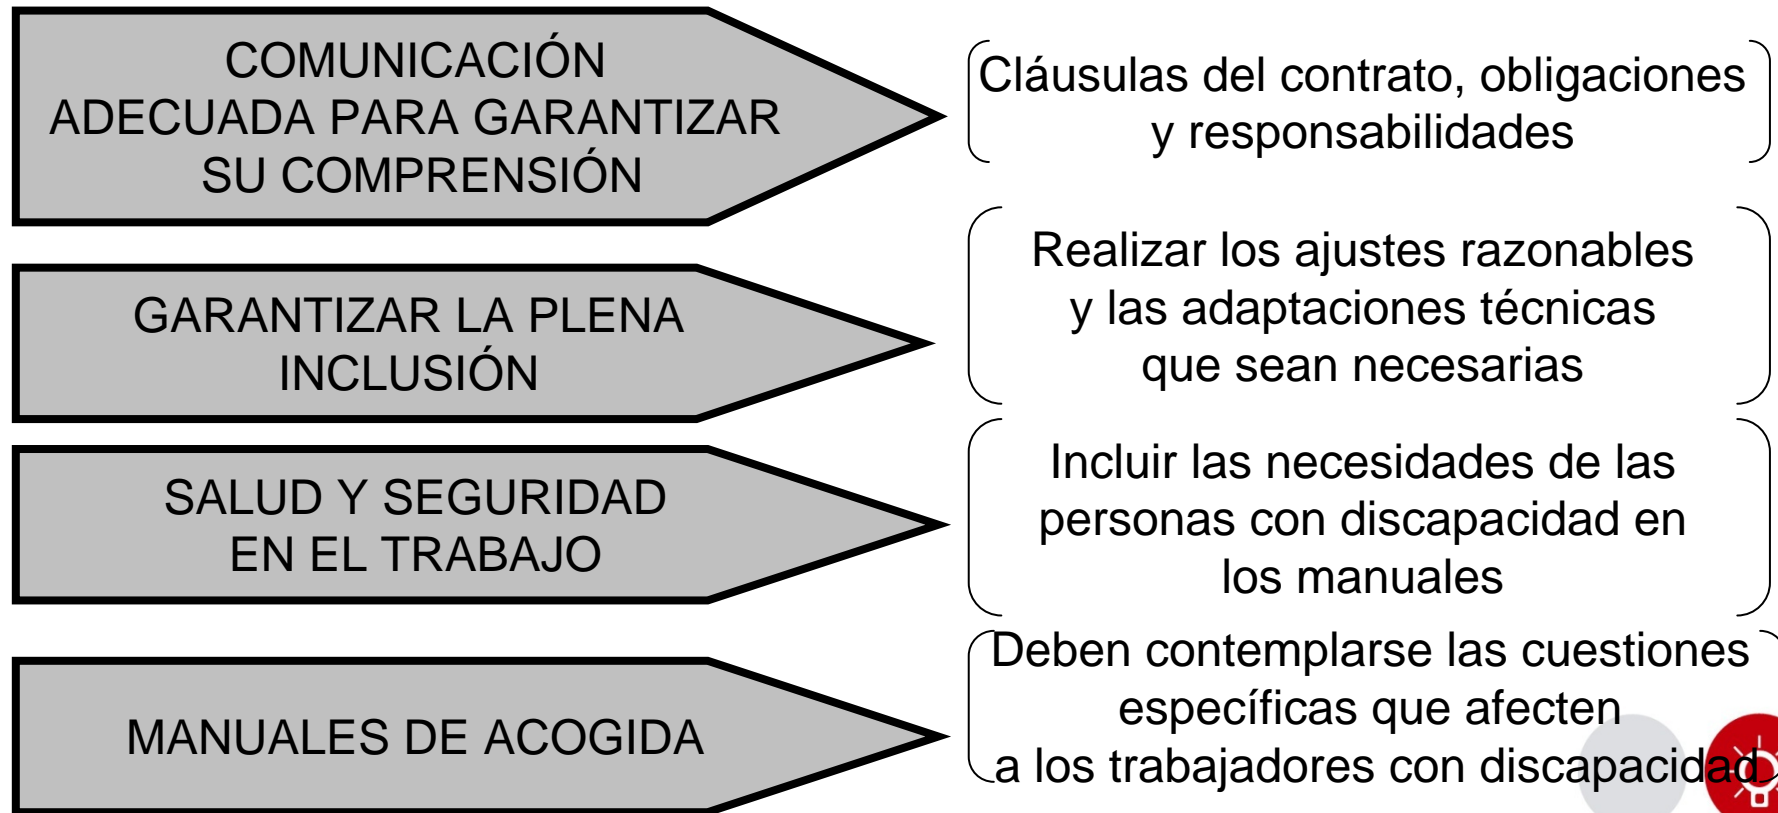 COMUNICACIÓN
ADECUADA PARA GARANTIZAR
SU COMPRENSIÓN
Cláusulas del contrato, obligaciones
y responsabilidades
GARANTIZAR LA PLENA
INCLUSIÓN
Realizar los ajustes razonables
y las adaptaciones técnicas
que sean necesarias
SALUD Y SEGURIDAD
EN EL TRABAJO
Incluir las necesidades de las
personas con discapacidad en
los manuales
MANUALES DE ACOGIDA
Deben contemplarse las cuestiones
específicas que afecten
a los trabajadores con discapacidad